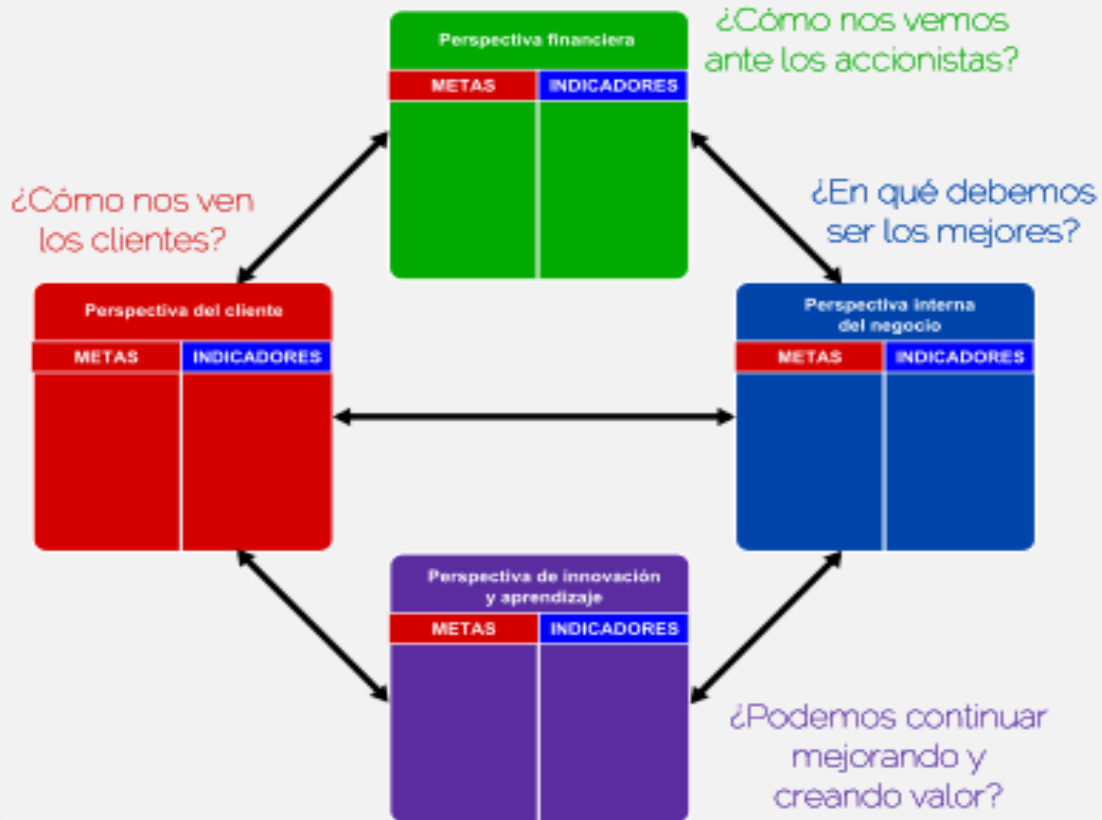 Perspectiva financiera
METAS
INDICADORES
¿Cómo nos vemos
ante los accionistas?
¿Cómo nos ven
los clientes?
Perspectiva del cliente
METAS
INDICADORES
¿En qué debemos
ser los mejores?
Perspectiva interna
del negocio
METAS
INDICADORES
Perspectiva de innovación
y aprendizaje
METAS
INDICADORES
¿Podemos continuar
mejorando y
creando valor?